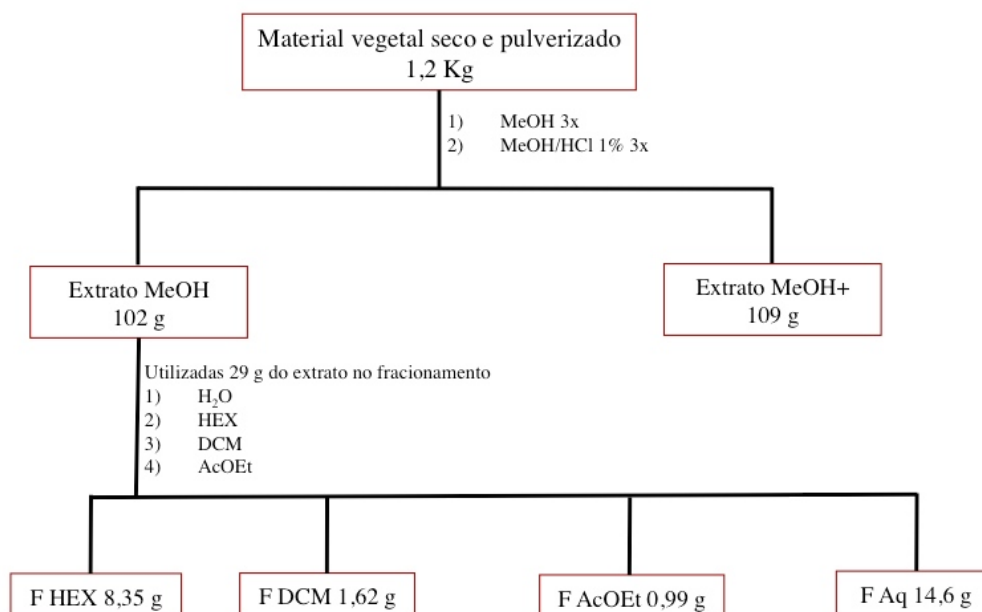 Material vegetal seco e pulverizado
1,2 Kg
1) MeOH 3x
2) MeOH/HCl 1% 3x
Extrato MeOH
102 g
Extrato MeOH+
109 g
Utilizadas 29 g do extrato no fracionamento
1) H₂O
2) HEX
3) DCM
4) AcOEt
F HEX 8,35 g
F DCM 1,62 g
F AcOEt 0,99 g
F Aq 14,6 g